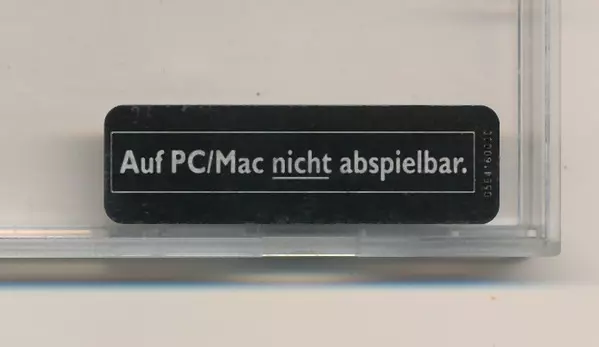 Auf PC/Mac nicht abspielbar.